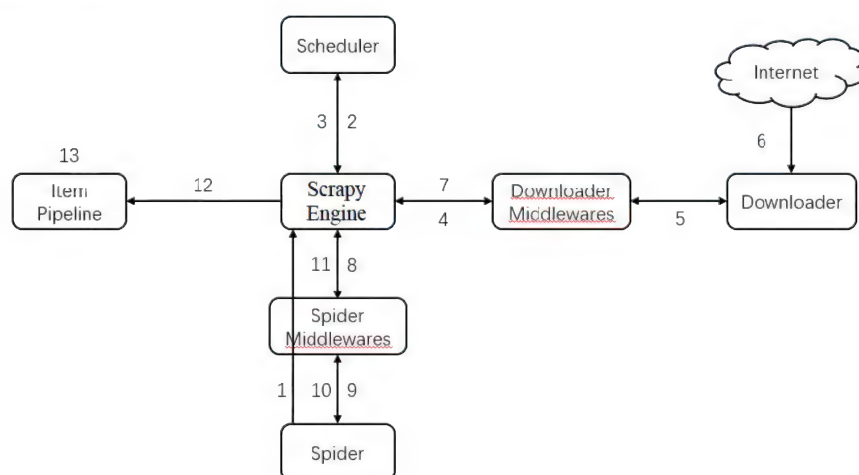 Scheduler
Internet
3 2
6
13
Item
Pipeline
12
Scrapy
Engine
7
4
Downloader
Middlewares
5
Downloader
11 8
Spider
Middlewares
1 10 9
Spider